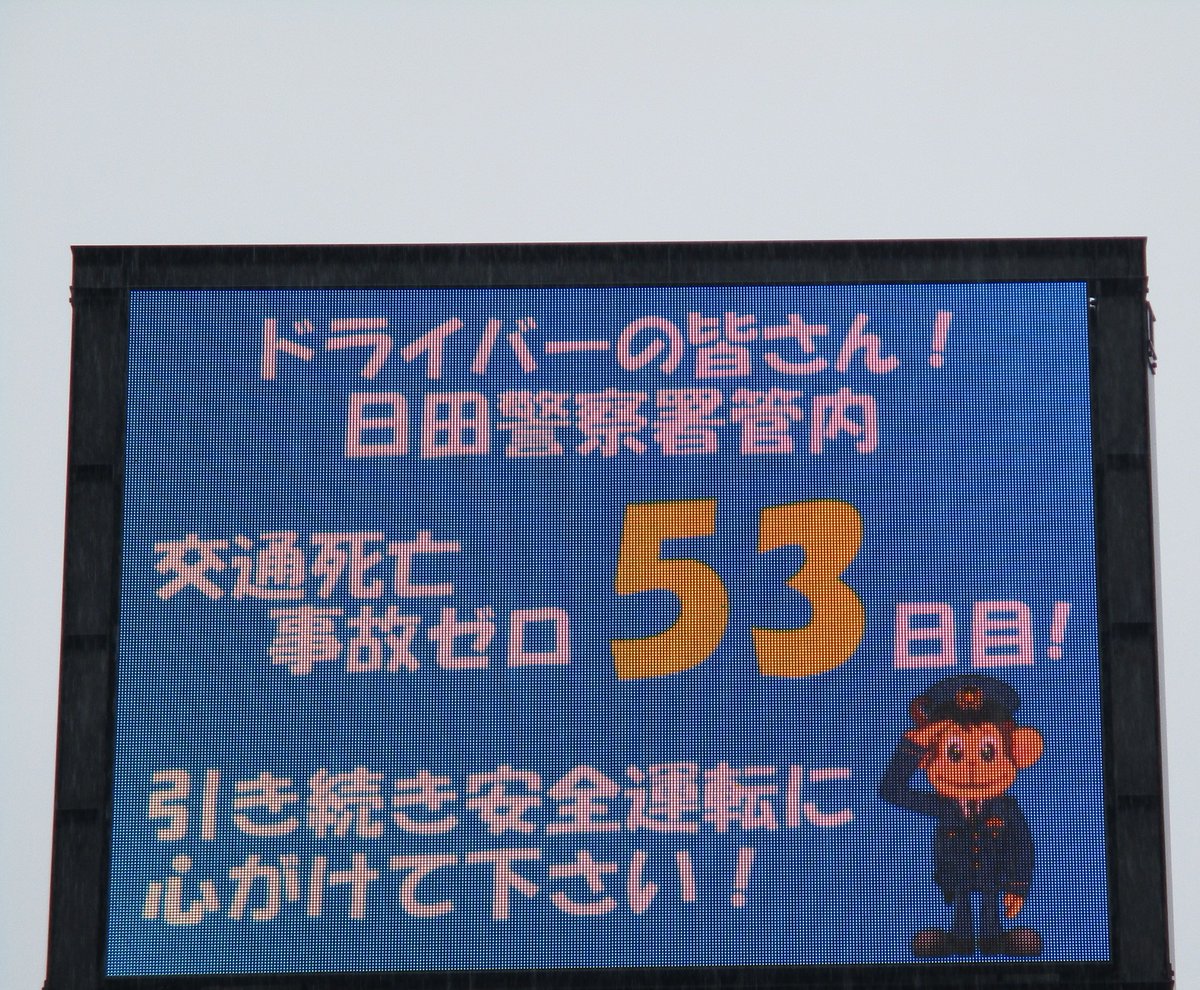 ドライバーの皆さん！
日田警察署管内
交通死亡
事故ゼロ 53 日目！
引き続き安全運転に
心がけて下さい！